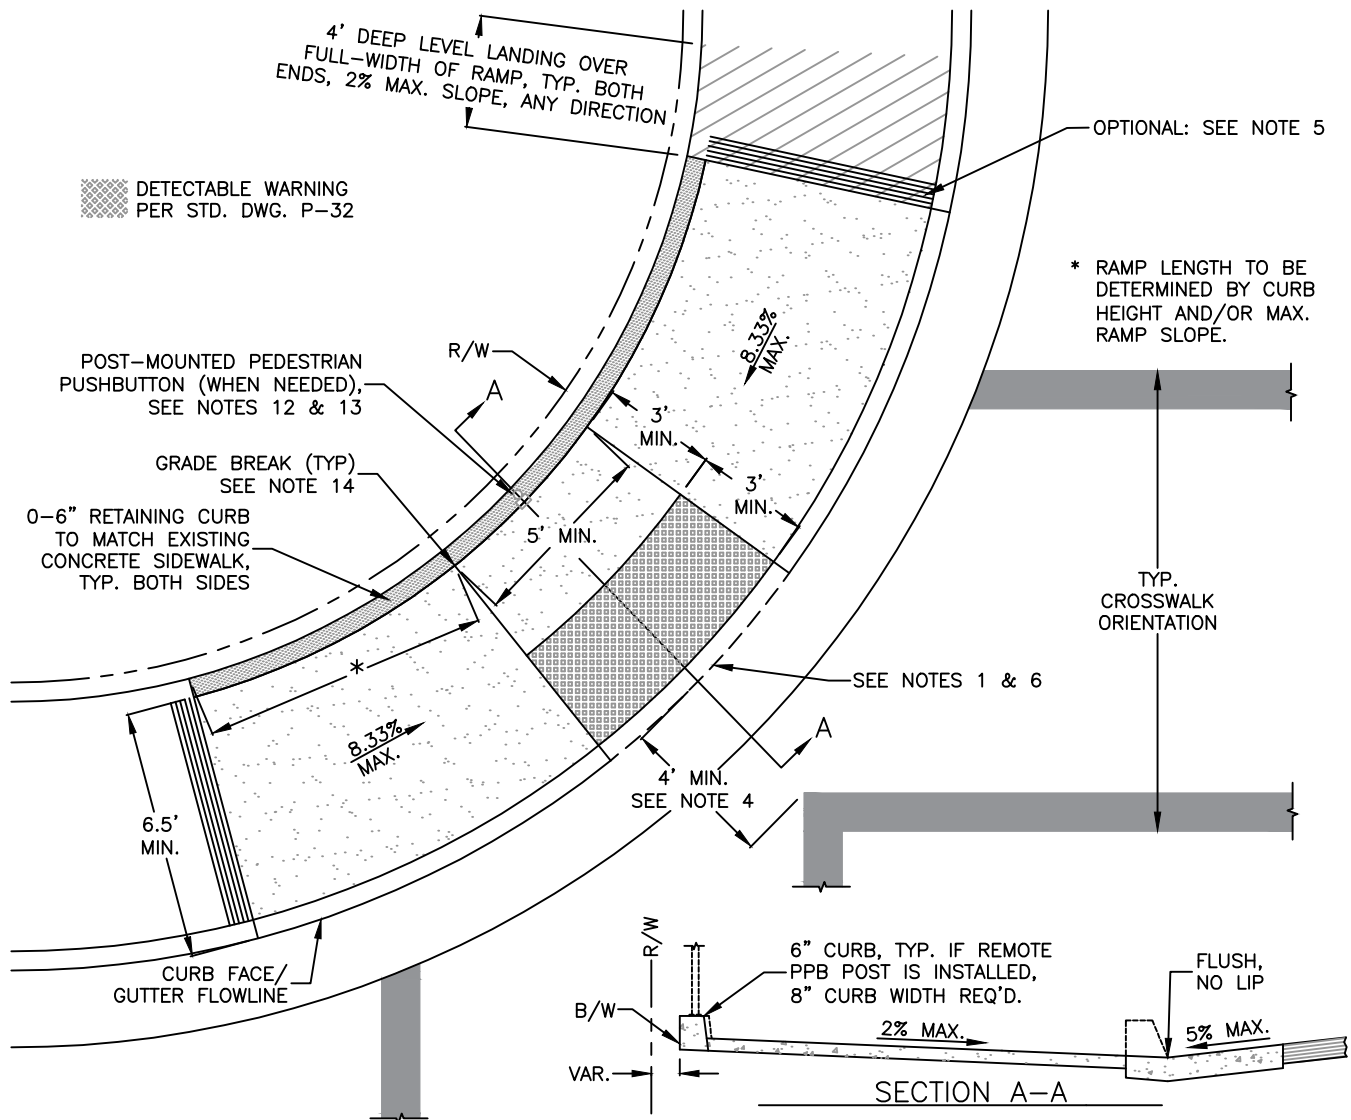 4' DEEP LEVEL LANDING OVER
FULL-WIDTH OF RAMP, TYP. BOTH
ENDS, 2% MAX. SLOPE, ANY DIRECTION
OPTIONAL: SEE NOTE 5
DETECTABLE WARNING
PER STD. DWG. P-32
* RAMP LENGTH TO BE
DETERMINED BY CURB
HEIGHT AND/OR MAX.
RAMP SLOPE.
8.33%
MAX.
R/W
POST-MOUNTED PEDESTRIAN
PUSHBUTTON (WHEN NEEDED),
SEE NOTES 12 & 13
A
3'
MIN.
3'
MIN.
GRADE BREAK (TYP)
SEE NOTE 14
0-6" RETAINING CURB
TO MATCH EXISTING
CONCRETE SIDEWALK,
TYP. BOTH SIDES
5' MIN.
TYP.
CROSSWALK
ORIENTATION
*
SEE NOTES 1 & 6
8.33%
MAX.
A
4' MIN.
SEE NOTE 4
6.5'
MIN.
CURB FACE/
GUTTER FLOWLINE
R/W
6" CURB, TYP. IF REMOTE
PPB POST IS INSTALLED,
8" CURB WIDTH REQ'D.
FLUSH,
NO LIP
B/W
2% MAX.
5% MAX.
VAR.
SECTION A-A